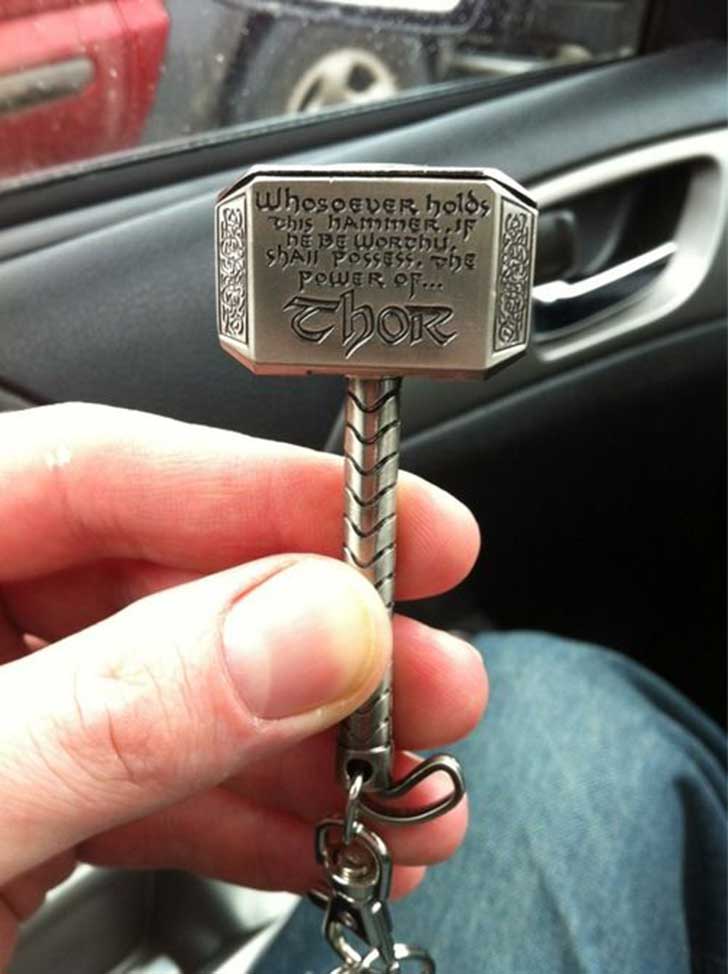 Whosoever holds
this hammer, if
he be worthy,
shall possess, the
power of...
Thor